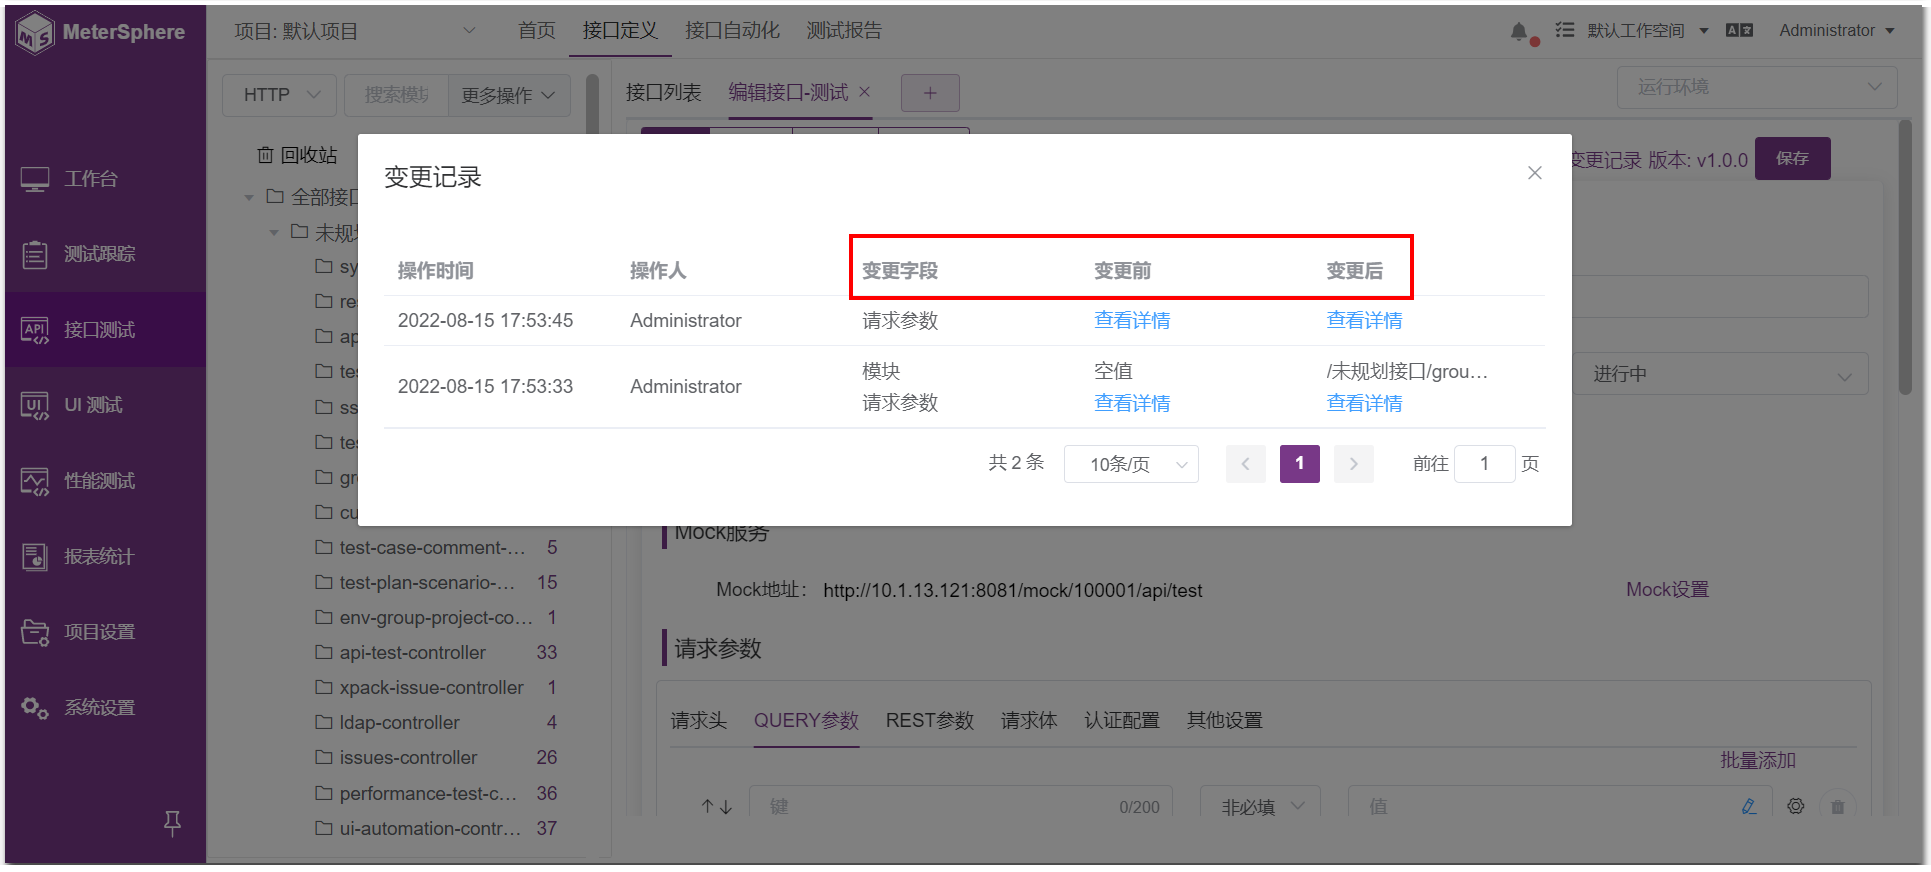 MeterSphere
项目: 默认项目
首页
接口定义
接口自动化
测试报告
默认工作空间
Administrator
HTTP
搜索模块
更多操作
接口列表
编辑接口-测试
+
运行环境
回收站
变更记录 版本: v1.0.0
保存
工作台
测试跟踪
接口测试
UI 测试
性能测试
报表统计
项目设置
系统设置
全部接口
未规划
sy
re
ap
tes
ss
tes
gr
cu
test-case-comment-... 5
test-plan-scenario-... 15
env-group-project-co... 1
api-test-controller 33
xpack-issue-controller 1
ldap-controller 4
issues-controller 26
performance-test-c... 36
ui-automation-contr... 37
变更记录
操作时间 操作人 变更字段 变更前 变更后
2022-08-15 17:53:45 Administrator 请求参数 查看详情 查看详情
2022-08-15 17:53:33 Administrator
模块 空值 /未规划接口/grou...
请求参数 查看详情 查看详情
共 2 条 10条/页 1 前往 1 页
进行中
Mock服务
Mock地址: http://10.1.13.121:8081/mock/100001/api/test Mock设置
请求参数
请求头 QUERY参数 REST参数 请求体 认证配置 其他设置
批量添加
键 0/200 非必填 值